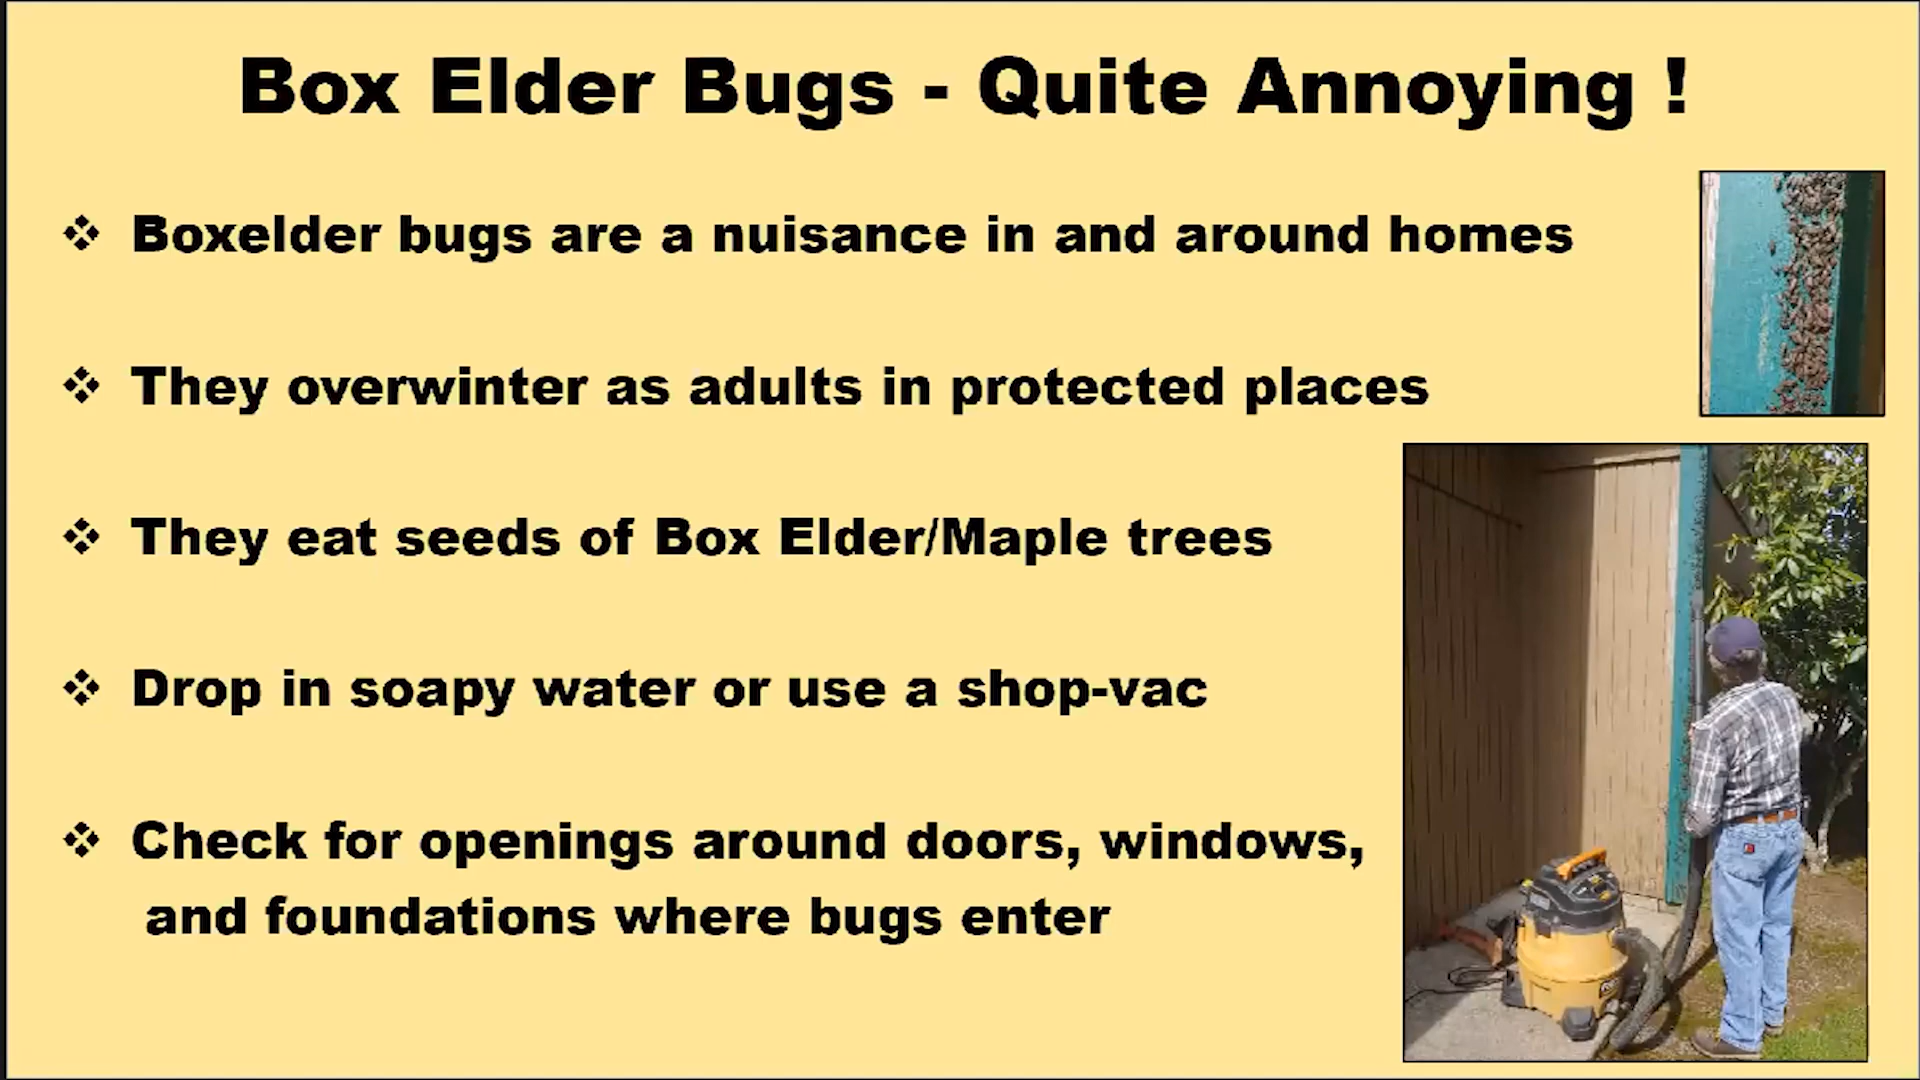 Box Elder Bugs - Quite Annoying !
❖ Boxelder bugs are a nuisance in and around homes
❖ They overwinter as adults in protected places
❖ They eat seeds of Box Elder/Maple trees
❖ Drop in soapy water or use a shop-vac
❖ Check for openings around doors, windows,
and foundations where bugs enter